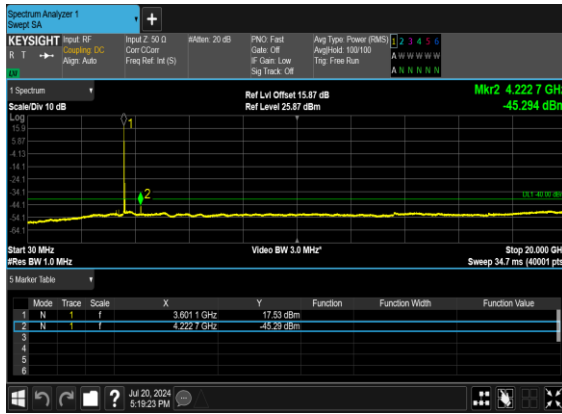 Spectrum Analyzer 1
Swept SA
KEYSIGHT
R T
Input: RF
Coupling: DC
Align: Auto
Input Z: 50 Ω
Corr CCorr
Freq Ref: Int (S)
#Atten: 20 dB
PNO: Fast
Gate: Off
IF Gain: Low
Sig Track: Off
Avg Type: Power (RMS)
Avg|Hold: 100/100
Trig: Free Run
1 2 3 4 5 6
A W W W W W
A N N N N N
1 Spectrum
Scale/Div 10 dB
Ref Lvl Offset 15.87 dB
Ref Level 25.87 dBm
Mkr2 4.222 7 GHz
-45.294 dBm
Log
15.9
5.87
-4.13
-14.1
-24.1
-34.1
-44.1
-54.1
-64.1
1
2
Start 30 MHz
#Res BW 1.0 MHz
Video BW 3.0 MHz*
Stop 20.000 GH
Sweep 34.7 ms (40001 pts
5 Marker Table
Mode Trace Scale X Y Function Function Width Function Value
1 N 1 f 3.601 1 GHz 17.53 dBm
2 N 1 f 4.222 7 GHz -45.29 dBm
3
4
5
6
?
Jul 20, 2024
5:19:23 PM